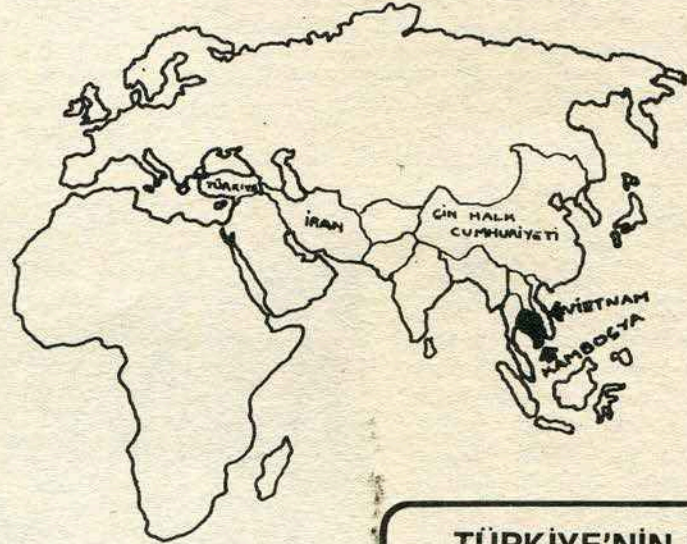 TÜRKİYE
İRAN
ÇİN HALK
CUMHURİYETİ
VİETNAM
KAMBOÇYA
TÜRKİYE'NİN